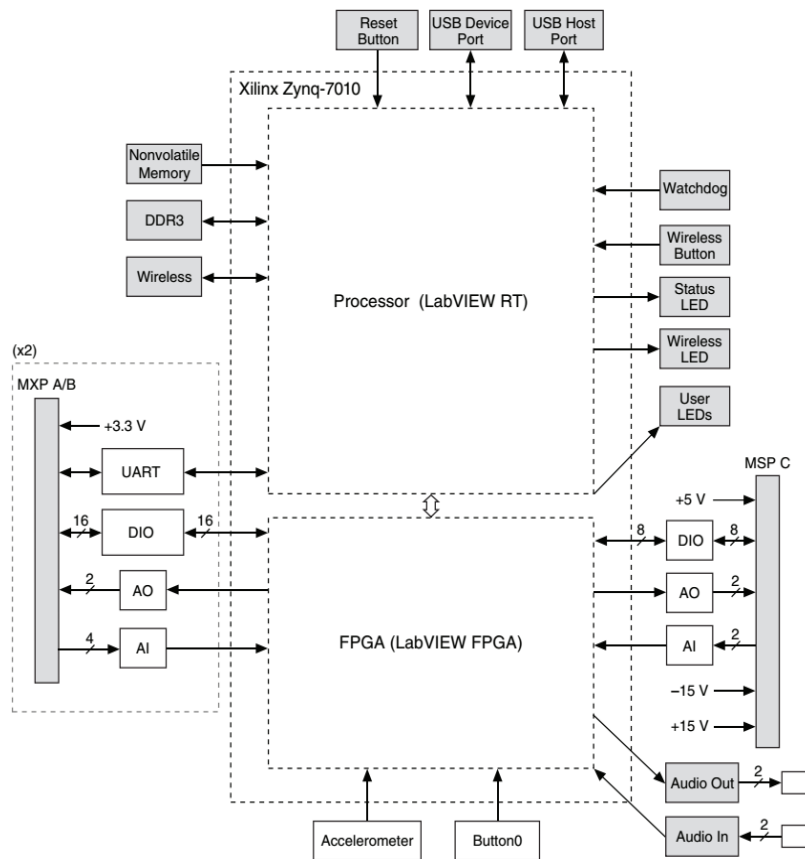 Reset
Button
USB Device
Port
USB Host
Port
Xilinx Zynq-7010
Nonvolatile
Memory
DDR3
Wireless
Processor (LabVIEW RT)
Watchdog
Wireless
Button
Status
LED
Wireless
LED
User
LEDs
(x2)
MXP A/B
+3.3 V
UART
16
DIO
16
2
AO
4
AI
FPGA (LabVIEW FPGA)
MSP C
+5 V
8
DIO
8
AO
2
AI
2
–15 V
+15 V
Audio Out
2
Audio In
2
Accelerometer
Button0